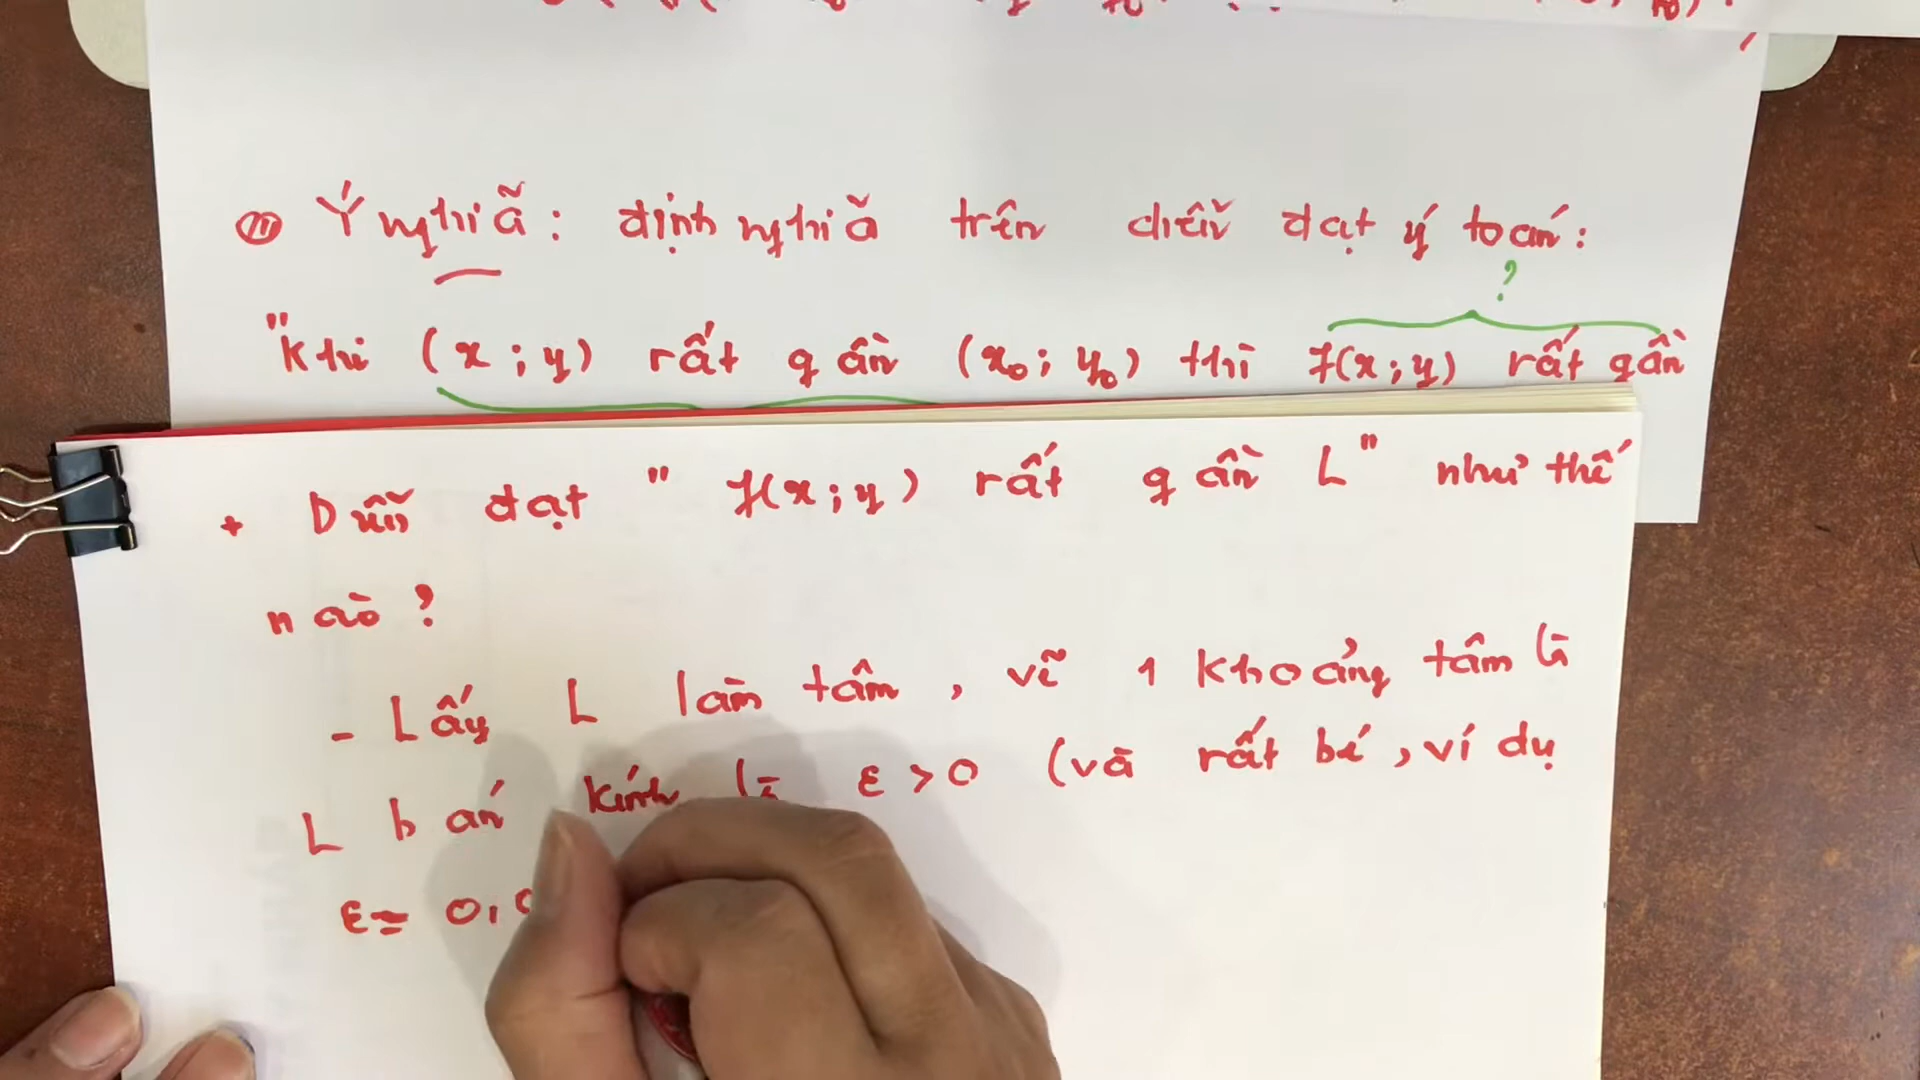 Ý nghĩa: định nghĩa trên diễn đạt ý toán:
"Khi (x; y) rất gần (x₀; y₀) thì f(x; y) rất gần
?
+ Diễn đạt "f(x; y) rất gần L" như thế
nào?
- Lấy L làm tâm, vẽ 1 khoảng tâm là
L bán kính là ε > 0 (và rất bé, ví dụ
ε = 0,0